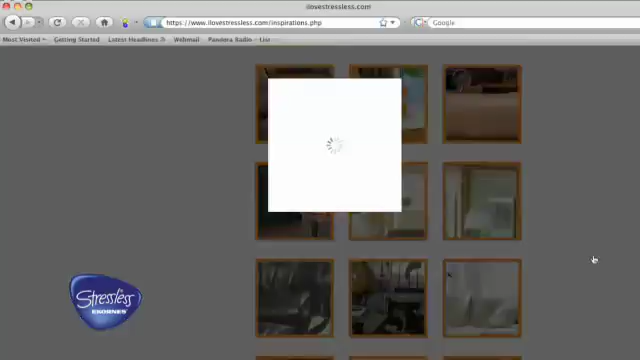 ilovestressless.com
https://www.ilovestressless.com/inspirations.php
Google
Most Visited
Getting Started
Latest Headlines
Webmail
Pandora Radio - List
Stressless
EKORNES